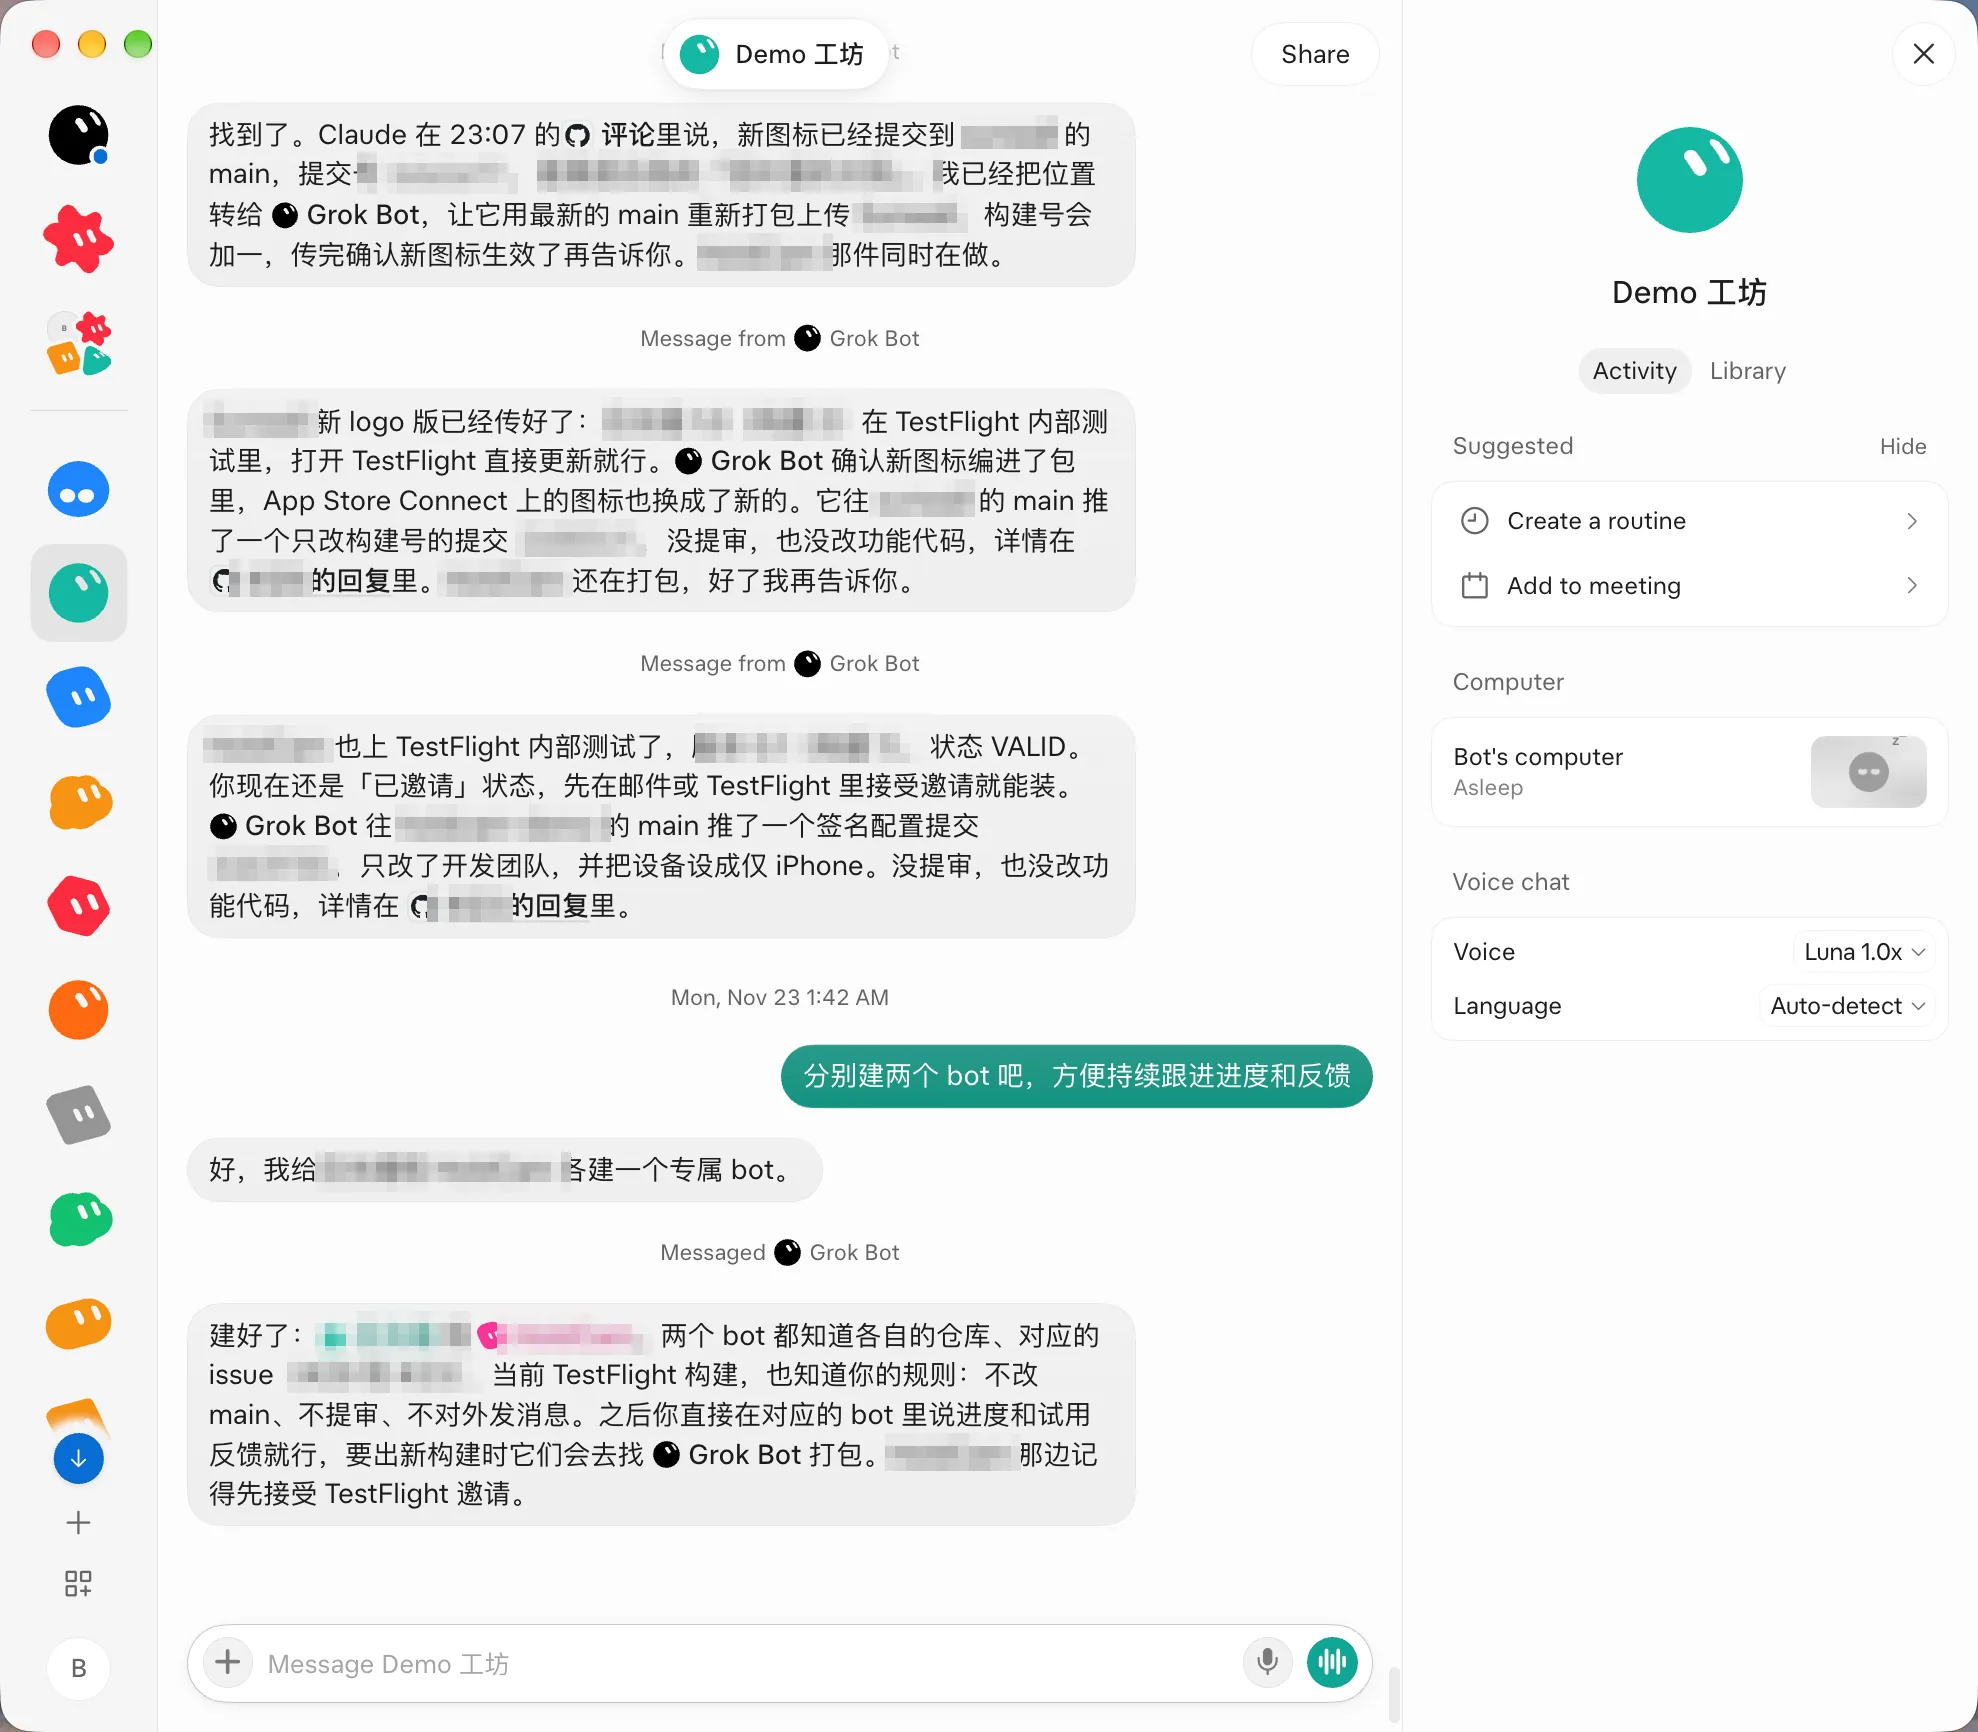 Demo 工坊
Share
找到了。Claude 在 23:07 的 评论里说，新图标已经提交到 的
main，提交 我已经把位置
转给 Grok Bot，让它用最新的 main 重新打包上传 构建号会
加一，传完确认新图标生效了再告诉你。 那件同时在做。
Message from Grok Bot
新 logo 版已经传好了： 在 TestFlight 内部测
试里，打开 TestFlight 直接更新就行。 Grok Bot 确认新图标编进了包
里，App Store Connect 上的图标也换成了新的。它往 的 main 推
了一个只改构建号的提交 没提审，也没改功能代码，详情在
的回复里。 还在打包，好了我再告诉你。
Message from Grok Bot
也上 TestFlight 内部测试了， 状态 VALID。
你现在还是「已邀请」状态，先在邮件或 TestFlight 里接受邀请就能装。
Grok Bot 往 的 main 推了一个签名配置提交
，只改了开发团队，并把设备设成仅 iPhone。没提审，也没改功
能代码，详情在 的回复里。
Mon, Nov 23 1:42 AM
分别建两个 bot 吧，方便持续跟进进度和反馈
好，我给 各建一个专属 bot。
Messaged Grok Bot
建好了： 两个 bot 都知道各自的仓库、对应的
issue 当前 TestFlight 构建，也知道你的规则：不改
main、不提审、不对外发消息。之后你直接在对应的 bot 里说进度和试用
反馈就行，要出新构建时它们会去找 Grok Bot 打包。 那边记
得先接受 TestFlight 邀请。
Message Demo 工坊
B
Demo 工坊
Activity Library
Suggested Hide
Create a routine
Add to meeting
Computer
Bot's computer
Asleep
Voice chat
Voice Luna 1.0x
Language Auto-detect